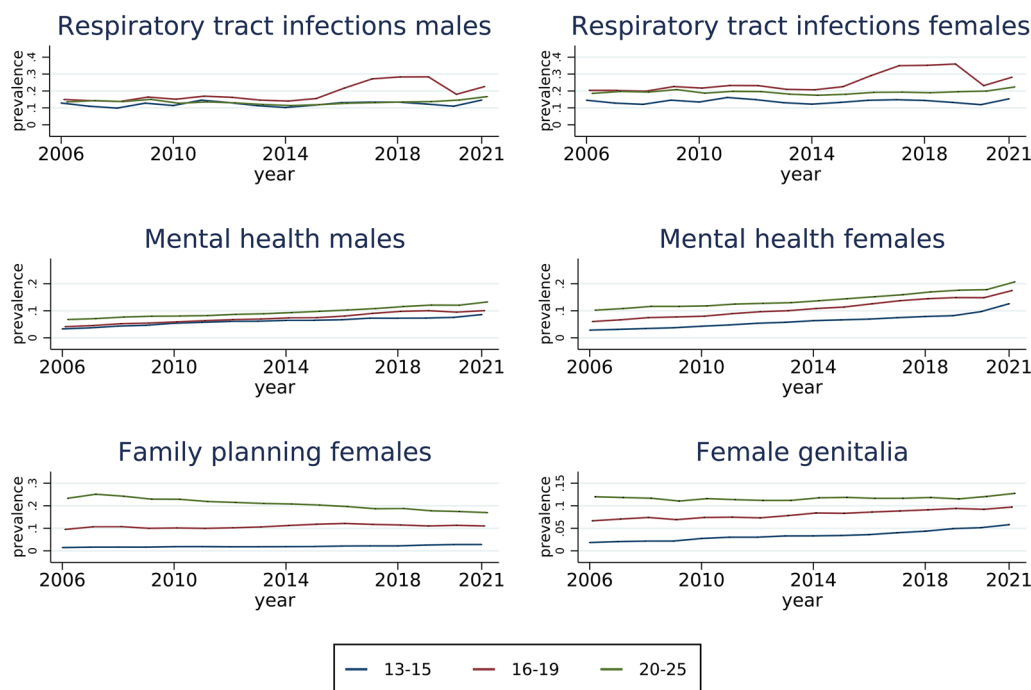 Respiratory tract infections males
Respiratory tract infections females
prevalence
0 .1 .2 .3 .4
2006 2010 2014 2018 2021
year
prevalence
0 .1 .2 .3 .4
2006 2010 2014 2018 2021
year
Mental health males
Mental health females
prevalence
0 .1 .2
2006 2010 2014 2018 2021
year
prevalence
0 .1 .2
2006 2010 2014 2018 2021
year
Family planning females
Female genitalia
prevalence
0 .1 .2 .3
2006 2010 2014 2018 2021
year
prevalence
0 .05 .1 .15
2006 2010 2014 2018 2021
year
13-15 16-19 20-25